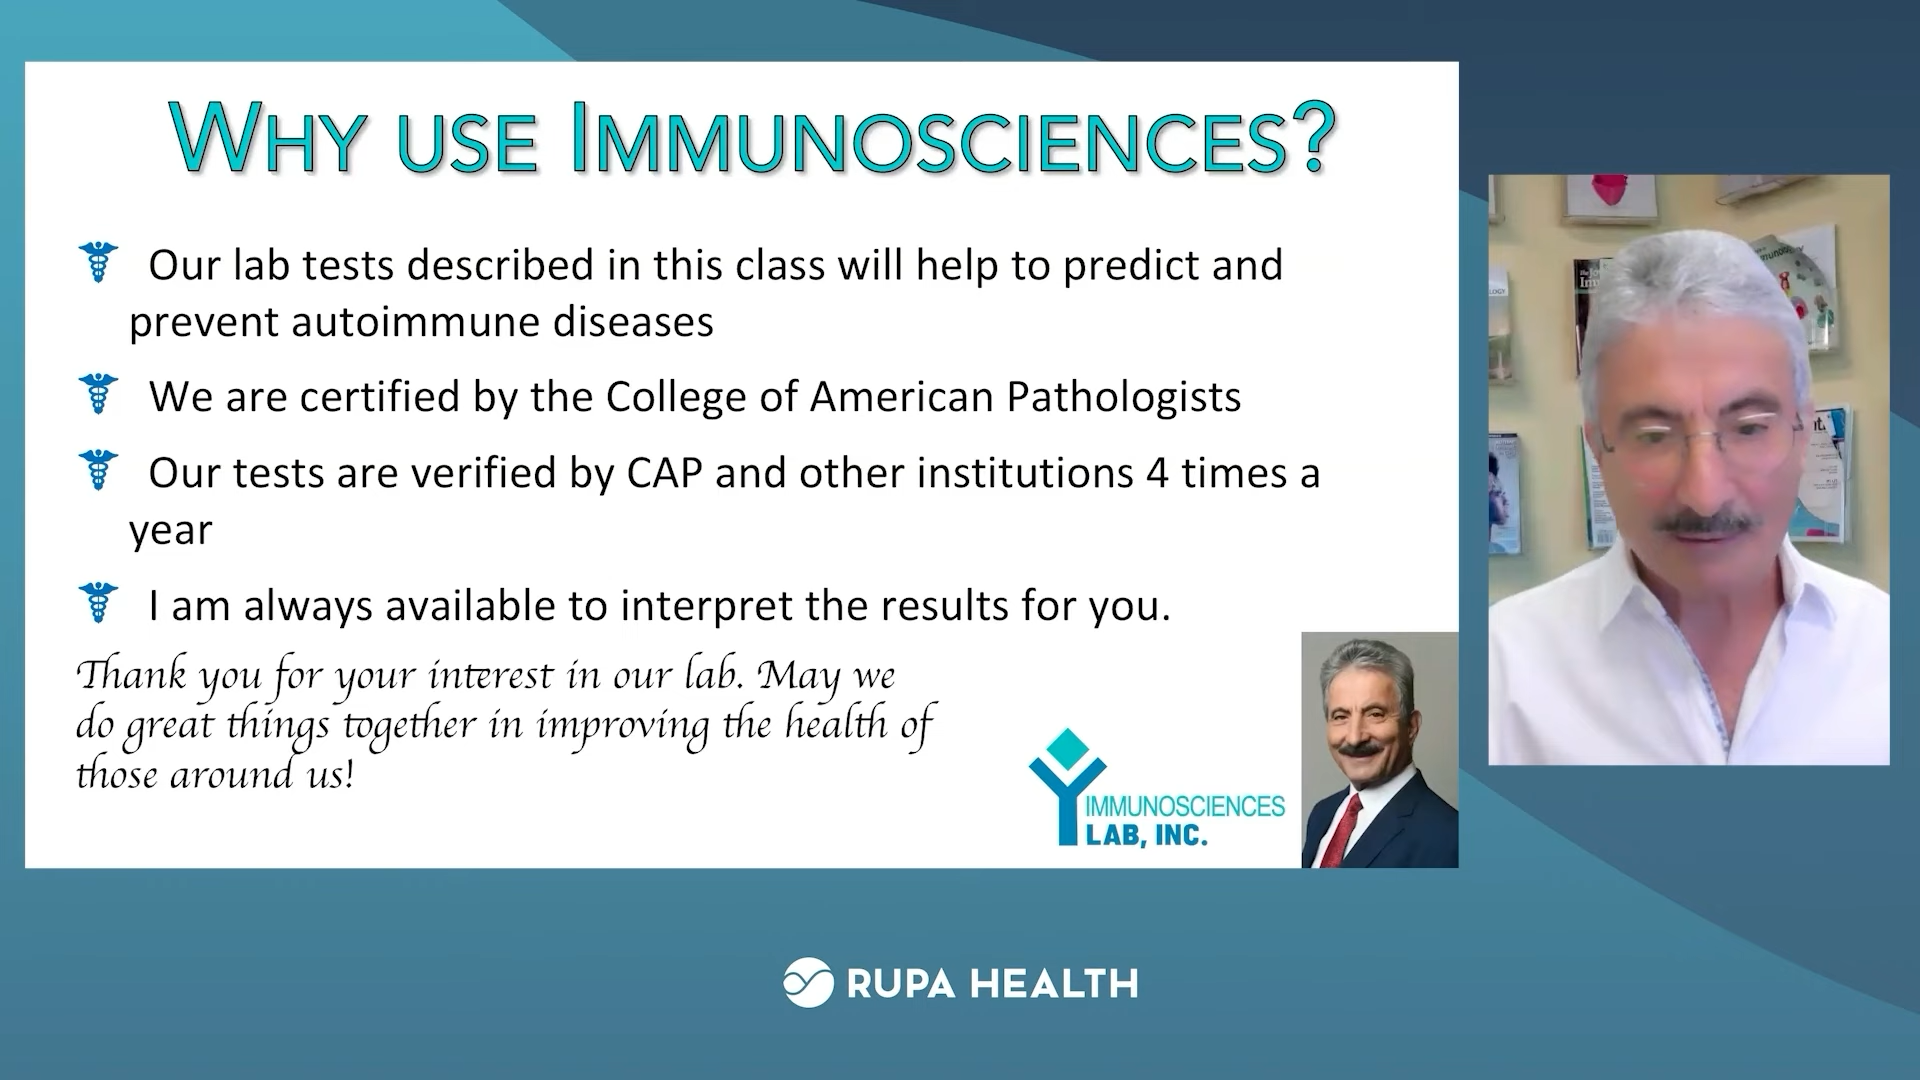 WHY USE IMMUNOSCIENCES?
Our lab tests described in this class will help to predict and
prevent autoimmune diseases
We are certified by the College of American Pathologists
Our tests are verified by CAP and other institutions 4 times a
year
I am always available to interpret the results for you.
Thank you for your interest in our lab. May we
do great things together in improving the health of
those around us!
IMMUNOSCIENCES
LAB, INC.
RUPA HEALTH